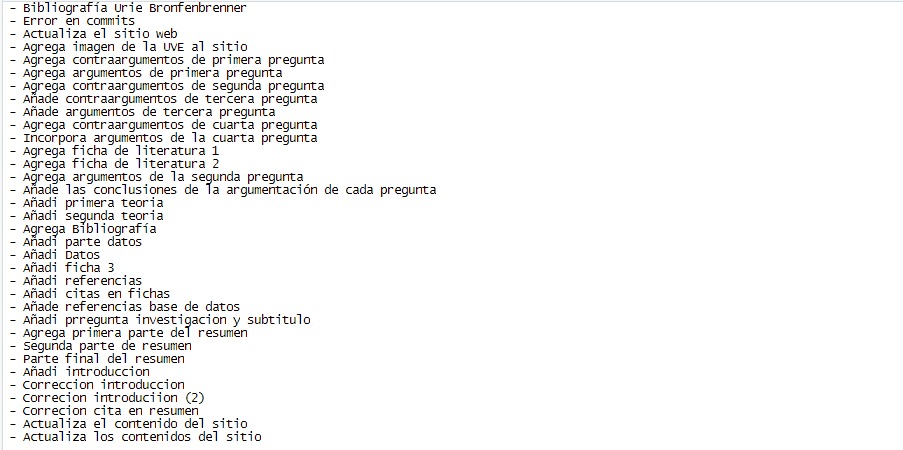 - Bibliografía Urie Bronfenbrenner
- Error en commits
- Actualiza el sitio web
- Agrega imagen de la UVE al sitio
- Agrega contraargumentos de primera pregunta
- Agrega argumentos de primera pregunta
- Agrega contraargumentos de segunda pregunta
- Añade contraargumentos de tercera pregunta
- Añade argumentos de tercera pregunta
- Agrega contraargumentos de cuarta pregunta
- Incorpora argumentos de la cuarta pregunta
- Agrega ficha de literatura 1
- Agrega ficha de literatura 2
- Agrega argumentos de la segunda pregunta
- Añade las conclusiones de la argumentación de cada pregunta
- Añadi primera teoria
- Añadi segunda teoria
- Agrega Bibliografía
- Añadi parte datos
- Añadi Datos
- Añadi ficha 3
- Añadi referencias
- Añadi citas en fichas
- Añade referencias base de datos
- Añadi prregunta investigacion y subtitulo
- Agrega primera parte del resumen
- Segunda parte de resumen
- Parte final del resumen
- Añadi introduccion
- Correccion introduccion
- Correcion introduciion (2)
- Correcion cita en resumen
- Actualiza el contenido del sitio
- Actualiza los contenidos del sitio